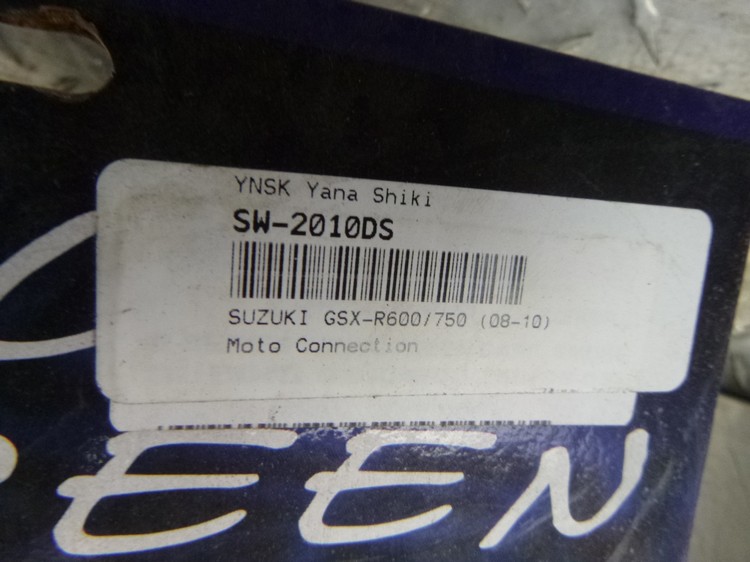 YNSK Yana Shiki
SW-2010DS
SUZUKI GSX-R600/750 (08-10)
Moto Connection
EEN